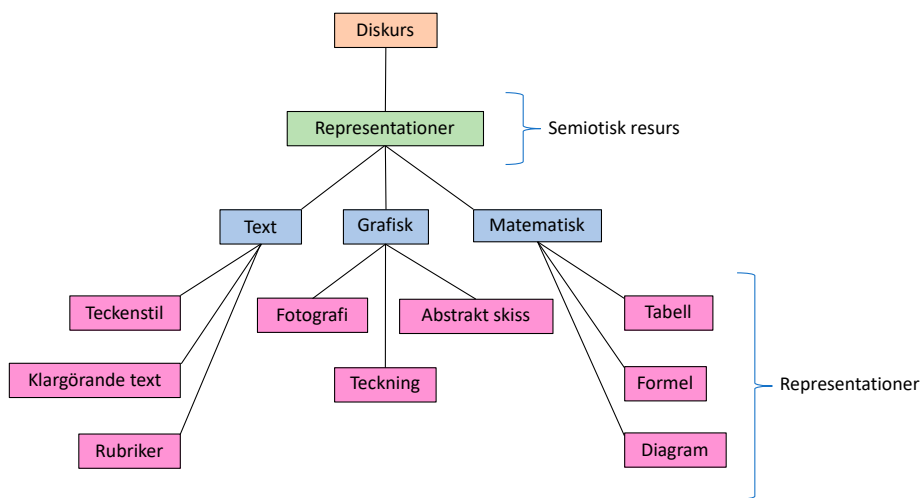 Diskurs
Representationer
Semiotisk resurs
Text
Grafisk
Matematisk
Teckenstil
Fotografi
Abstrakt skiss
Tabell
Klargörande text
Teckning
Formel
Representationer
Rubriker
Diagram